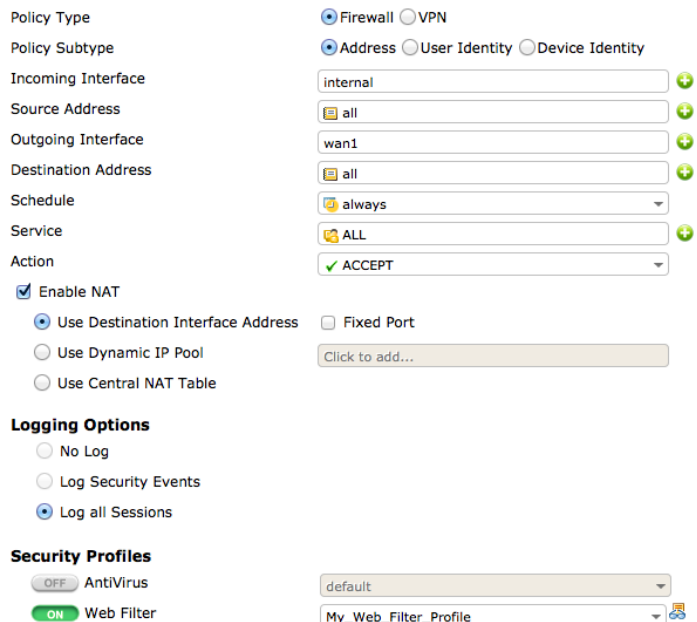 Policy Type Firewall VPN
Policy Subtype Address User Identity Device Identity
Incoming Interface internal
Source Address all
Outgoing Interface wan1
Destination Address all
Schedule always
Service ALL
Action ACCEPT
Enable NAT
Use Destination Interface Address Fixed Port
Use Dynamic IP Pool Click to add...
Use Central NAT Table
Logging Options
No Log
Log Security Events
Log all Sessions
Security Profiles
OFF AntiVirus default
ON Web Filter My_Web_Filter_Profile